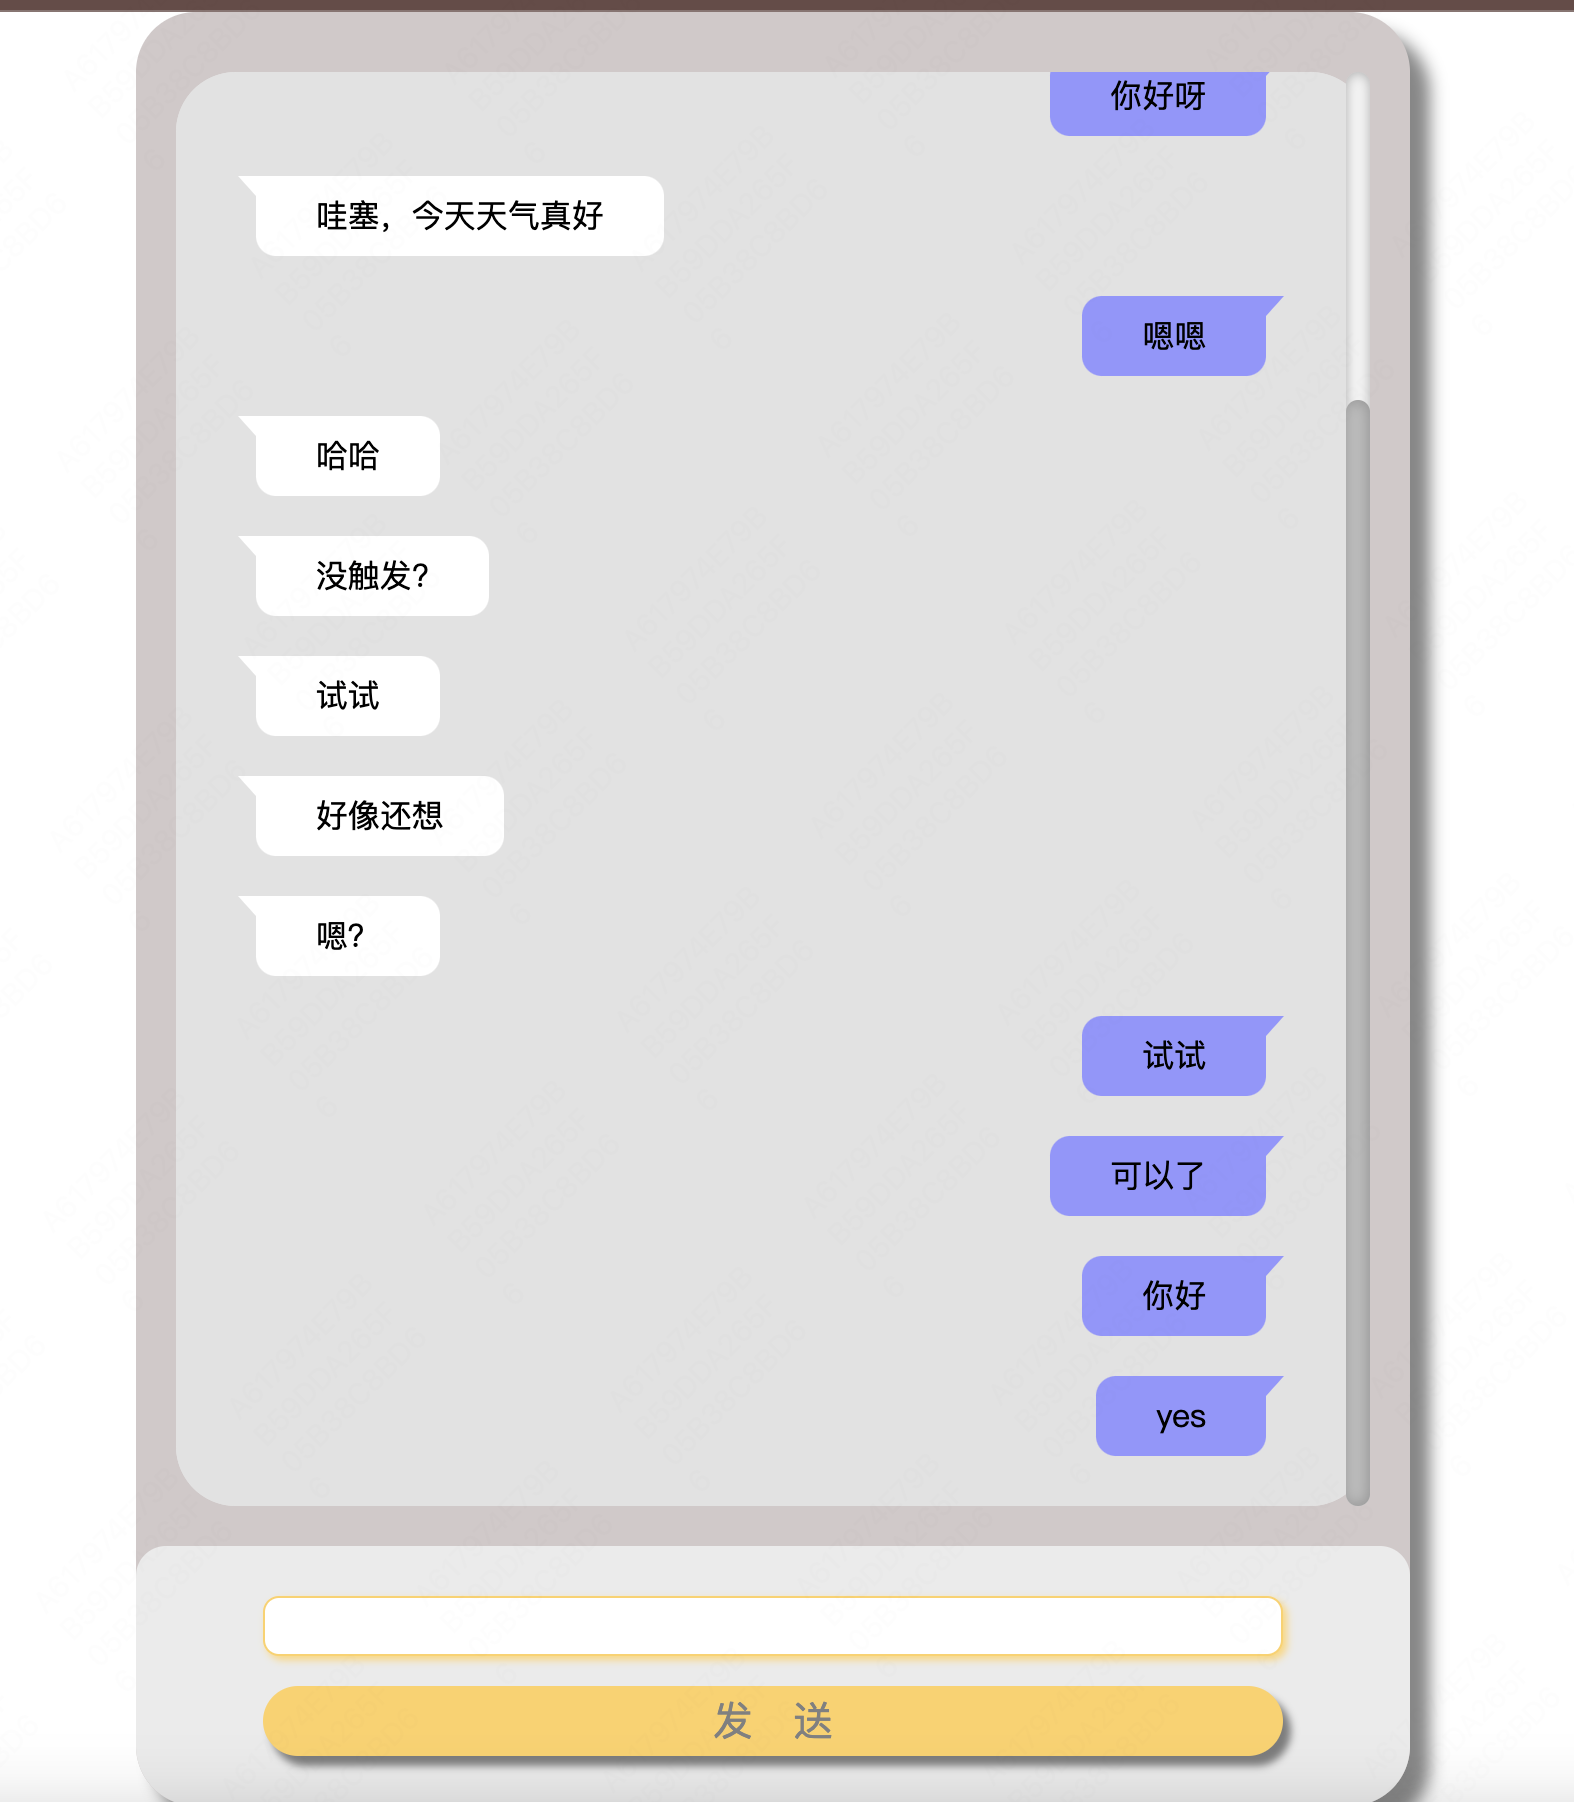 你好呀
哇塞，今天天气真好
嗯嗯
哈哈
没触发？
试试
好像还想
嗯？
试试
可以了
你好
yes
发 送